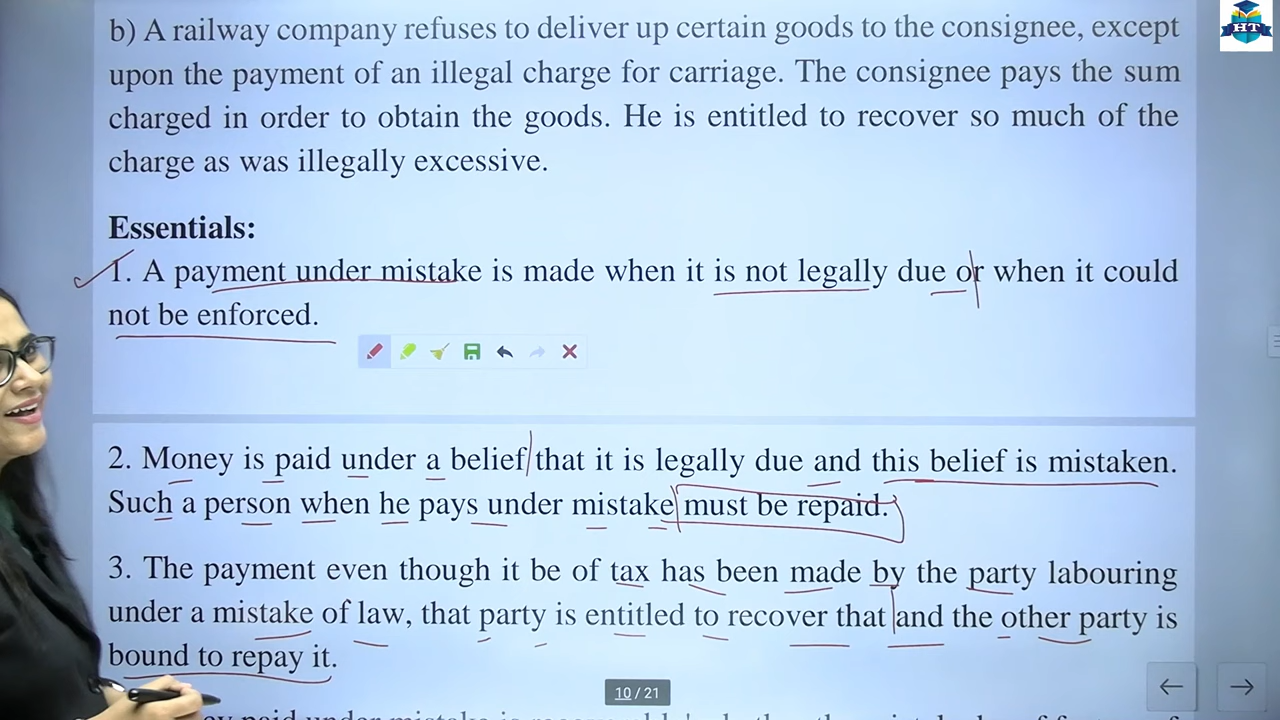 b) A railway company refuses to deliver up certain goods to the consignee, except
upon the payment of an illegal charge for carriage. The consignee pays the sum
charged in order to obtain the goods. He is entitled to recover so much of the
charge as was illegally excessive.
Essentials:
1. A payment under mistake is made when it is not legally due or when it could
not be enforced.
2. Money is paid under a belief that it is legally due and this belief is mistaken.
Such a person when he pays under mistake must be repaid.
3. The payment even though it be of tax has been made by the party labouring
under a mistake of law, that party is entitled to recover that and the other party is
bound to repay it.
10 / 21
HT